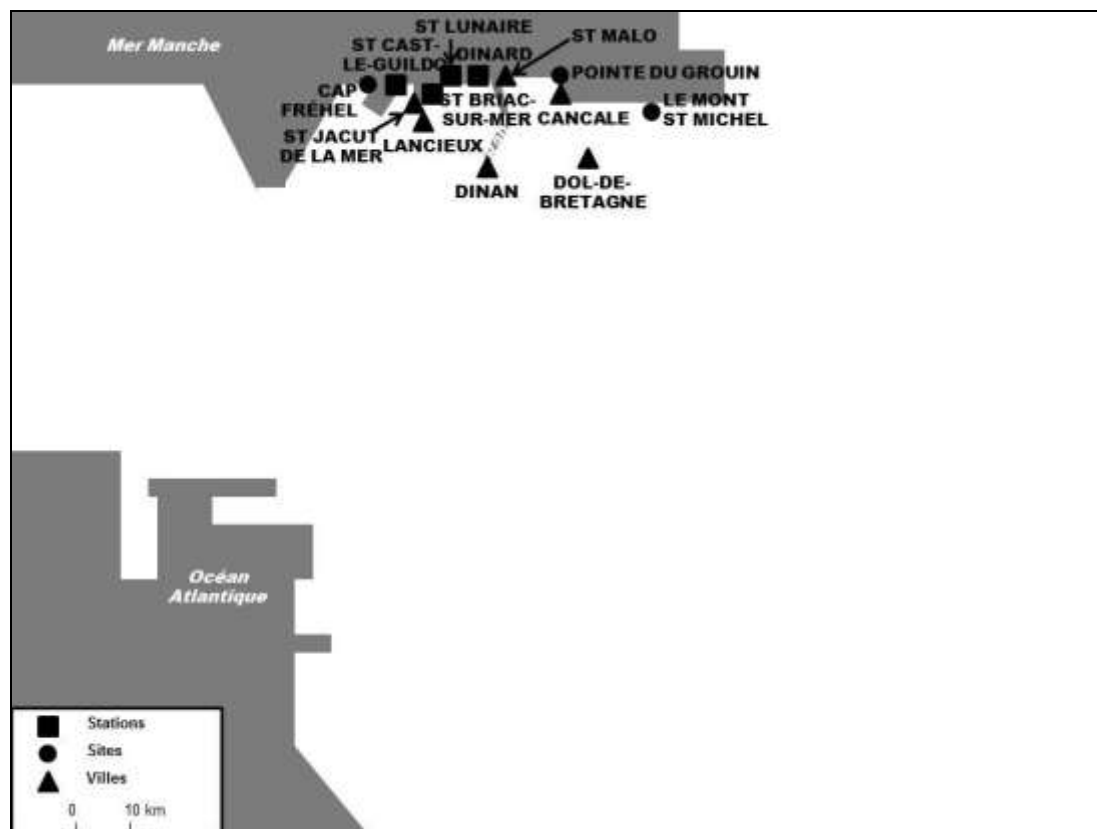 Mer Manche
ST LUNAIRE
ST CAST-
LE-GUILDO
DINARD
ST MALO
POINTE DU GROUIN
CAP
FRÉHEL
ST BRIAC-
SUR-MER
CANCALE
LE MONT
ST MICHEL
ST JACUT
DE LA MER
LANCIEUX
DINAN
DOL-DE-
BRETAGNE
Océan
Atlantique
Stations
Sites
Villes
0 10 km